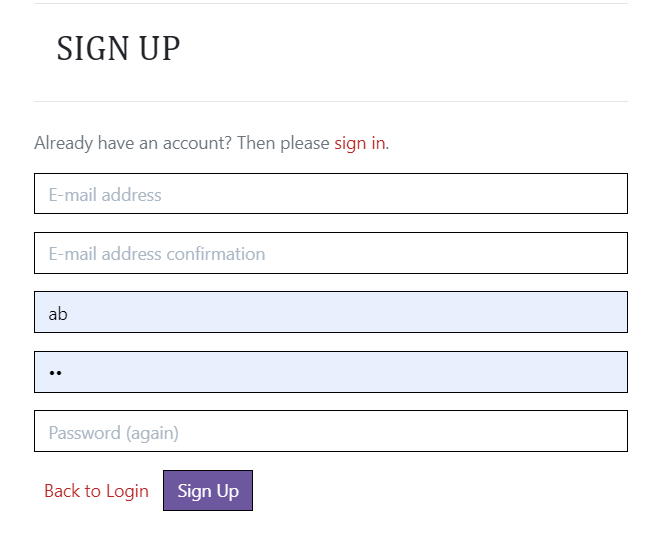 SIGN UP
Already have an account? Then please sign in.
E-mail address
E-mail address confirmation
ab
••
Password (again)
Back to Login Sign Up